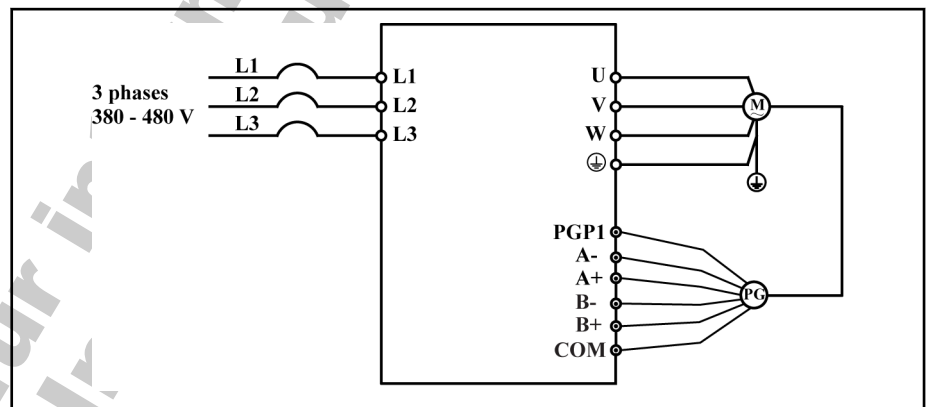 3 phases
380 - 480 V
L1
L2
L3
L1
L2
L3
U
V
W
M
~
PGP1
A-
A+
B-
B+
COM
PG